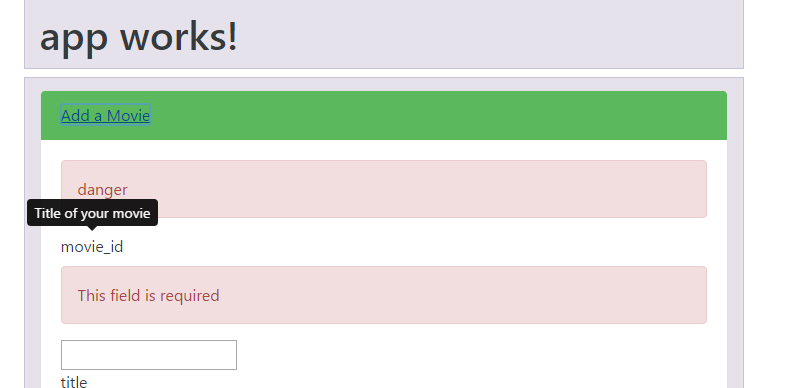 app works!
Add a Movie
danger
Title of your movie
movie_id
This field is required
title